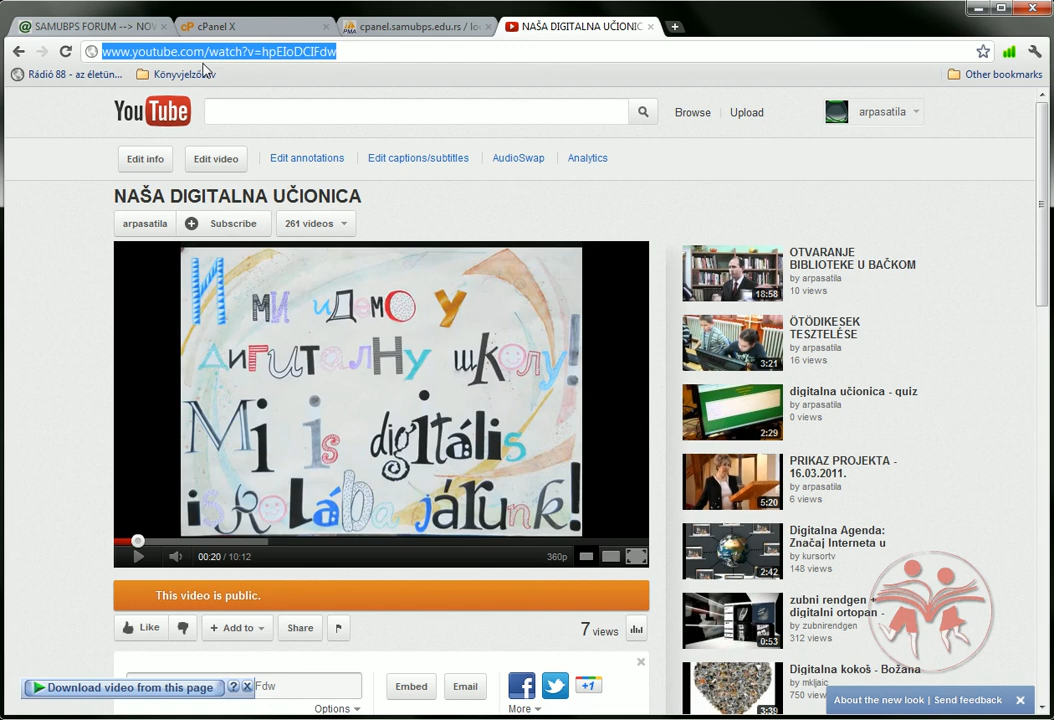 SAMUBPS FORUM --> NOV
cPanel X
cpanel.samubps.edu.rs / loc
NAŠA DIGITALNA UČIONIC
www.youtube.com/watch?v=hpEIoDCIFdw
Rádió 88 - az életün...
Other bookmarks
YouTube
Browse
Upload
arpasatila
Edit info
Edit video
Edit annotations
Edit captions/subtitles
AudioSwap
Analytics
NAŠA DIGITALNA UČIONICA
arpasatila
Subscribe
261 videos
И ми идемо у
дигиталну школу!
Mi is digitális
iskolába járunk!
00:20 / 10:12
360p
This video is public.
Like
Add to
Share
7 views
Fdw
Options
Embed
Email
+1
More
Download video from this page
OTVARANJE
BIBLIOTEKE U BAČKOM
by arpasatila
10 views
18:58
ÖTÖDIKESEK
TESZTELÉSE
by arpasatila
16 views
3:21
digitalna učionica - quiz
by arpasatila
0 views
2:29
PRIKAZ PROJEKTA -
16.03.2011.
by arpasatila
6 views
5:20
Digitalna Agenda:
Značaj Interneta u
by kursortv
148 views
2:42
zubni rendgen +
digitalni ortopan -
by zubnirendgen
312 views
0:53
Digitalna kokoš - Božana
by mkljaic
750 view
3:39
About the new look | Send feedback